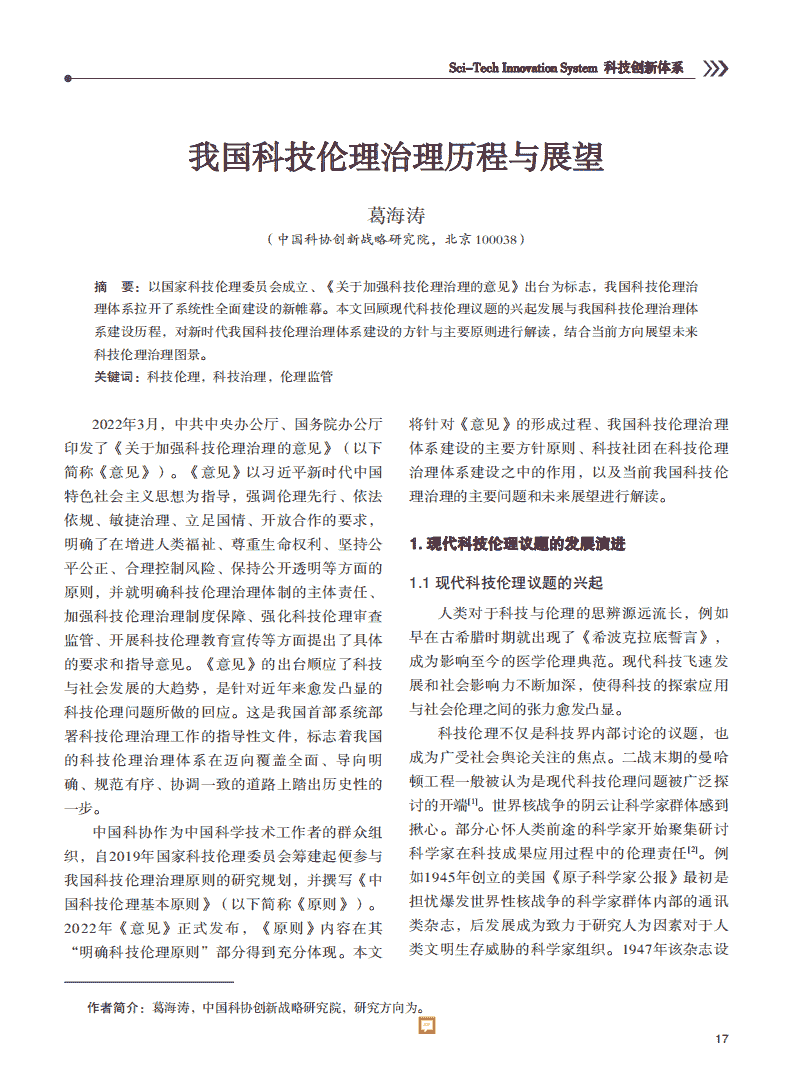 Sci-Tech Innovation System 科技创新体系
我国科技伦理治理历程与展望
葛海涛
（中国科协创新战略研究院，北京 100038）
摘　要：以国家科技伦理委员会成立、《关于加强科技伦理治理的意见》出台为标志，我国科技伦理治
理体系拉开了系统性全面建设的新帷幕。本文回顾现代科技伦理议题的兴起发展与我国科技伦理治理体
系建设历程，对新时代我国科技伦理治理体系建设的方针与主要原则进行解读，结合当前方向展望未来
科技伦理治理图景。
关键词：科技伦理，科技治理，伦理监管
2022年3月，中共中央办公厅、国务院办公厅
印发了《关于加强科技伦理治理的意见》（以下
简称《意见》）。《意见》以习近平新时代中国
特色社会主义思想为指导，强调伦理先行、依法
依规、敏捷治理、立足国情、开放合作的要求，
明确了在增进人类福祉、尊重生命权利、坚持公
平公正、合理控制风险、保持公开透明等方面的
原则，并就明确科技伦理治理体制的主体责任、
加强科技伦理治理制度保障、强化科技伦理审查
监管、开展科技伦理教育宣传等方面提出了具体
的要求和指导意见。《意见》的出台顺应了科技
与社会发展的大趋势，是针对近年来愈发凸显的
科技伦理问题所做的回应。这是我国首部系统部
署科技伦理治理工作的指导性文件，标志着我国
的科技伦理治理体系在迈向覆盖全面、导向明
确、规范有序、协调一致的道路上踏出历史性的
一步。
中国科协作为中国科学技术工作者的群众组
织，自2019年国家科技伦理委员会筹建起便参与
我国科技伦理治理原则的研究规划，并撰写《中
国科技伦理基本原则》（以下简称《原则》）。
2022年《意见》正式发布，《原则》内容在其
“明确科技伦理原则”部分得到充分体现。本文
将针对《意见》的形成过程、我国科技伦理治理
体系建设的主要方针原则、科技社团在科技伦理
治理体系建设之中的作用，以及当前我国科技伦
理治理的主要问题和未来展望进行解读。
1. 现代科技伦理议题的发展演进
1.1 现代科技伦理议题的兴起
人类对于科技与伦理的思辨源远流长，例如
早在古希腊时期就出现了《希波克拉底誓言》，
成为影响至今的医学伦理典范。现代科技飞速发
展和社会影响力不断加深，使得科技的探索应用
与社会伦理之间的张力愈发凸显。
科技伦理不仅是科技界内部讨论的议题，也
成为广受社会舆论关注的焦点。二战末期的曼哈
顿工程一般被认为是现代科技伦理问题被广泛探
讨的开端[1]。世界核战争的阴云让科学家群体感到
揪心。部分心怀人类前途的科学家开始聚集研讨
科学家在科技成果应用过程中的伦理责任[2]。例
如1945年创立的美国《原子科学家公报》最初是
担忧爆发世界性核战争的科学家群体内部的通讯
类杂志，后发展成为致力于研究人为因素对于人
类文明生存威胁的科学家组织。1947年该杂志设
作者简介：葛海涛，中国科协创新战略研究院，研究方向为。
17